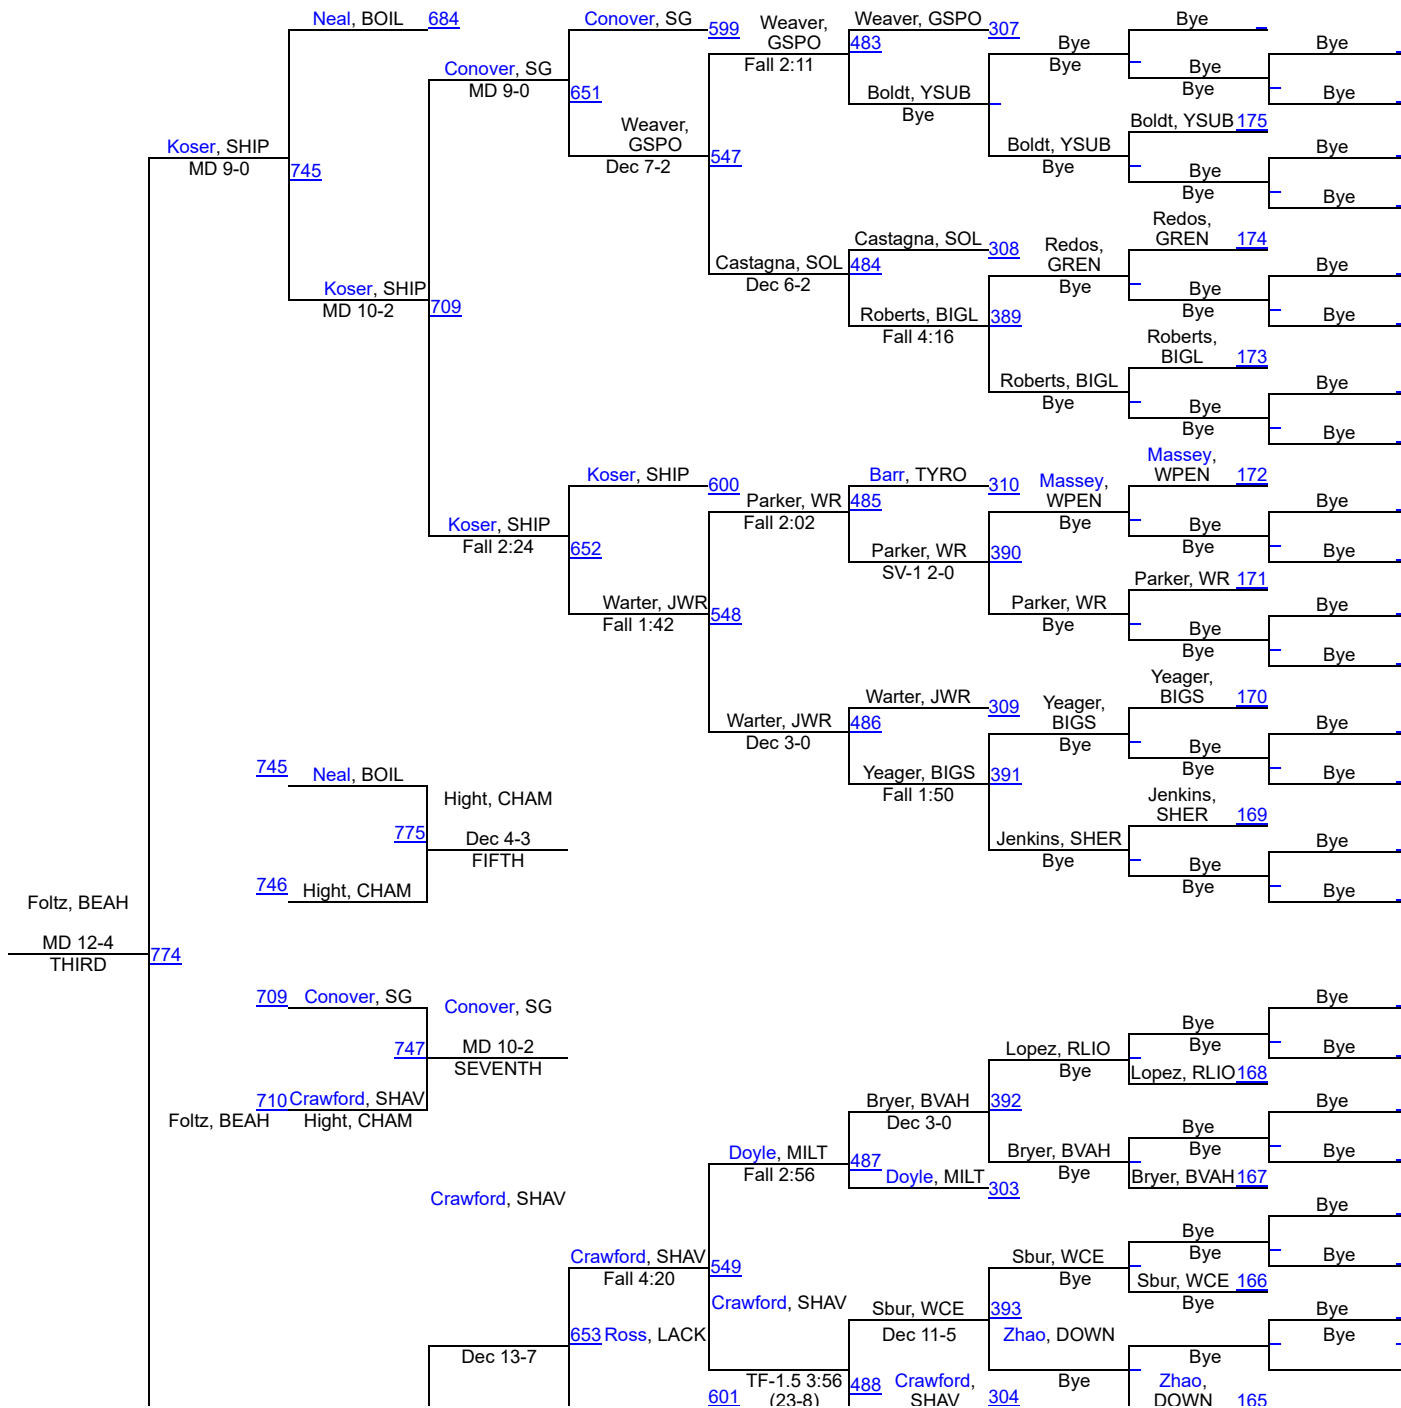 Neal, BOIL 684
Conover, SG 599
Weaver,
GSPO
Fall 2:11
Weaver, GSPO 307
483
Bye
Bye
Bye
Bye
Conover, SG
MD 9-0
651
Boldt, YSUB
Bye
Bye
Bye
Bye
Weaver,
GSPO
Dec 7-2
547
Boldt, YSUB
Bye
Boldt, YSUB 175
Bye
Bye
Bye
Bye
Koser, SHIP
MD 9-0
745
Castagna, SOL
Dec 6-2
Castagna, SOL 308
484
Redos,
GREN
Bye
Redos,
GREN 174
Bye
Bye
Bye
Bye
Koser, SHIP
MD 10-2
709
Roberts, BIGL
Fall 4:16
389
Roberts, BIGL
Bye
Roberts,
BIGL 173
Bye
Bye
Bye
Bye
Koser, SHIP 600
Parker, WR
Fall 2:02
Barr, TYRO 310
485
Massey,
WPEN
Bye
Massey,
WPEN 172
Bye
Bye
Bye
Bye
Koser, SHIP
Fall 2:24
652
Parker, WR
SV-1 2-0
390
Parker, WR
Bye
Parker, WR 171
Bye
Bye
Bye
Bye
Warter, JWR
Fall 1:42
548
Warter, JWR
Dec 3-0
Warter, JWR 309
486
Yeager,
BIGS
Bye
Yeager,
BIGS 170
Bye
Bye
Bye
Bye
Yeager, BIGS
Fall 1:50
391
Jenkins, SHER
Bye
Jenkins,
SHER 169
Bye
Bye
Bye
Bye
745 Neal, BOIL
Hight, CHAM
775 Dec 4-3
FIFTH
746 Hight, CHAM
Foltz, BEAH
MD 12-4
THIRD
774
709 Conover, SG
Conover, SG
747 MD 10-2
SEVENTH
710 Crawford, SHAV
Foltz, BEAH
Hight, CHAM
Crawford, SHAV
Bye
Bye
Bye
Bye
Lopez, RLIO
Bye
Lopez, RLIO 168
Bryer, BVAH
Dec 3-0
392
Bye
Bye
Bye
Bye
Bryer, BVAH
Bye
Bryer, BVAH 167
Doyle, MILT
Fall 2:56
487
Doyle, MILT 303
Bye
Bye
Bye
Bye
Crawford, SHAV
Fall 4:20
549
Sbur, WCE
Bye
Sbur, WCE 166
Bye
Crawford, SHAV
Sbur, WCE
Dec 11-5
393
Zhao, DOWN
Bye
Bye
Bye
Bye
653 Ross, LACK
Dec 13-7
TF-1.5 3:56
(23-8)
601
488
Crawford,
SHAV 304
Zhao,
DOWN 165